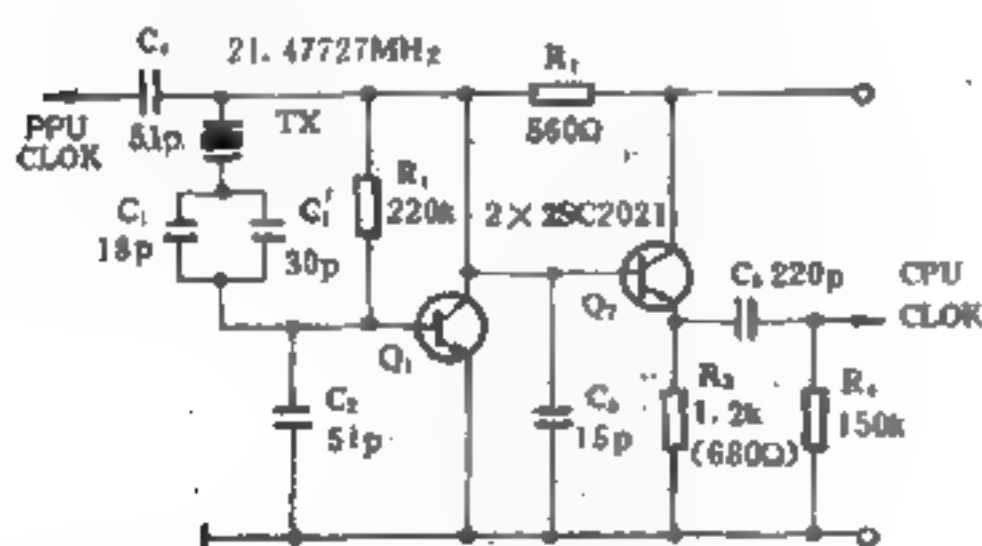 C₄
21.47727MHz
R₂
PPU
CLOK
51p
TX
560Ω
C₁
18p
C₁′
30p
R₁
220k
2×2SC2021
Q₁
Q₂
C₅ 220p
CPU
CLOK
C₂
51p
C₃
15p
R₃
1.2k
(680Ω)
R₄
150k